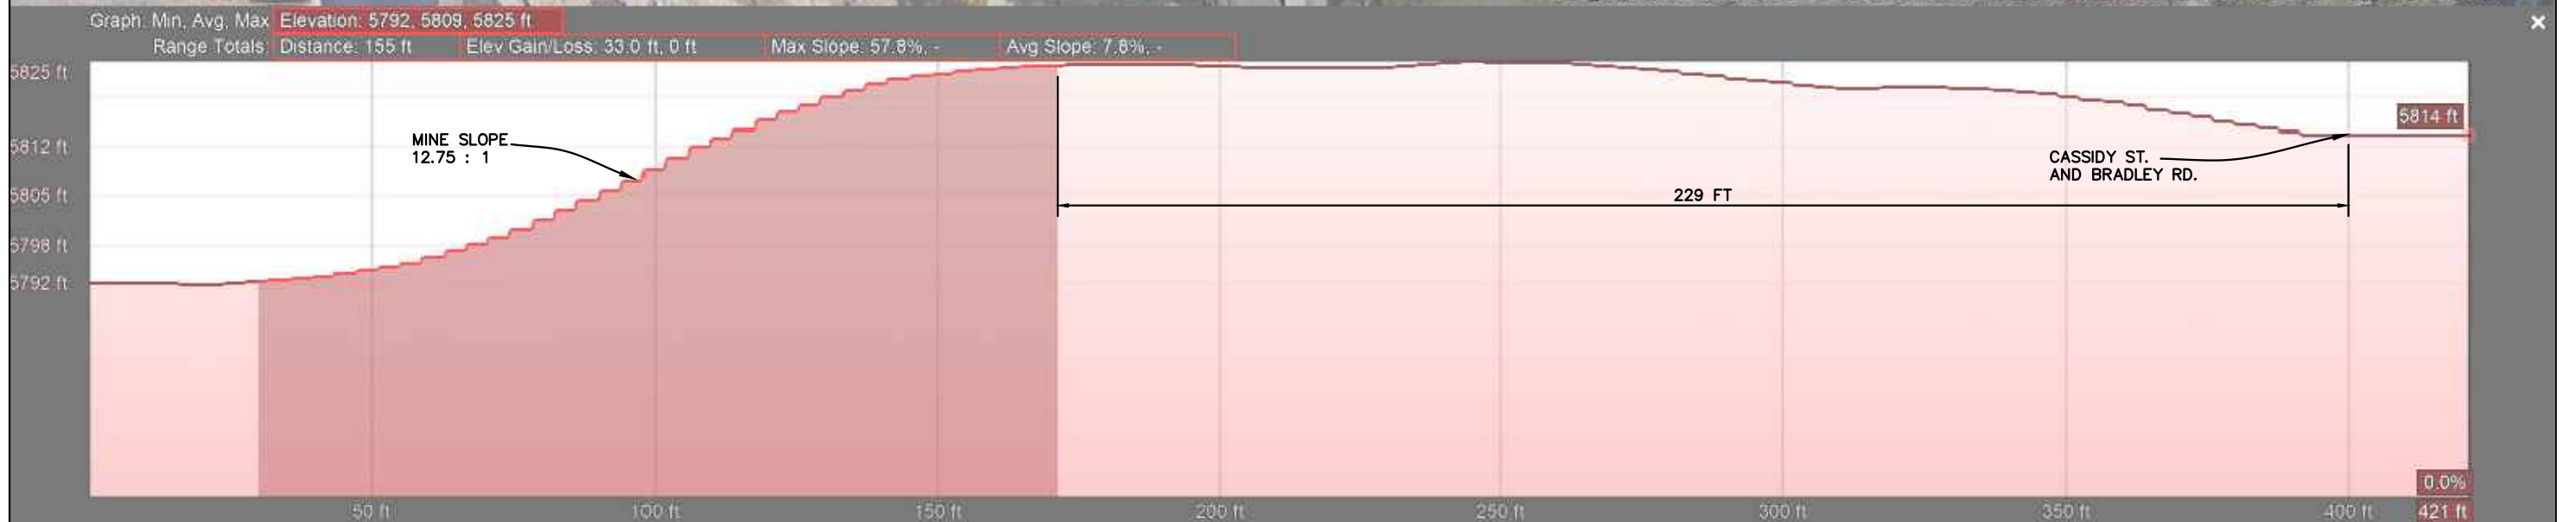 Graph: Min, Avg, Max Elevation: 5792, 5809, 5825 ft
Range Totals: Distance: 155 ft Elev Gain/Loss: 33.0 ft, 0 ft Max Slope: 57.8%, - Avg Slope: 7.8%, -
5825 ft
5812 ft
5805 ft
5798 ft
5792 ft
MINE SLOPE
12.75 : 1
229 FT
CASSIDY ST.
AND BRADLEY RD.
5814 ft
0.0%
50 ft 100 ft 150 ft 200 ft 250 ft 300 ft 350 ft 400 ft 421 ft